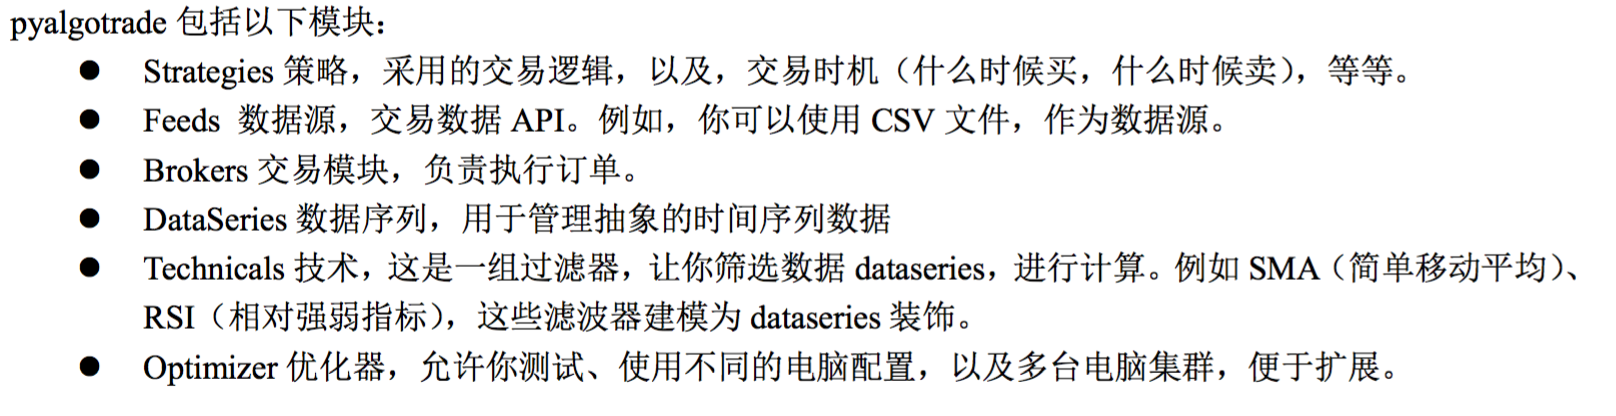 pyalgotrade 包括以下模块：
● Strategies 策略，采用的交易逻辑，以及，交易时机（什么时候买，什么时候卖），等等。
● Feeds 数据源，交易数据 API。例如，你可以使用 CSV 文件，作为数据源。
● Brokers 交易模块，负责执行订单。
● DataSeries 数据序列，用于管理抽象的时间序列数据
● Technicals 技术，这是一组过滤器，让你筛选数据 dataseries，进行计算。例如 SMA（简单移动平均）、
RSI（相对强弱指标），这些滤波器建模为 dataseries 装饰。
● Optimizer 优化器，允许你测试、使用不同的电脑配置，以及多台电脑集群，便于扩展。